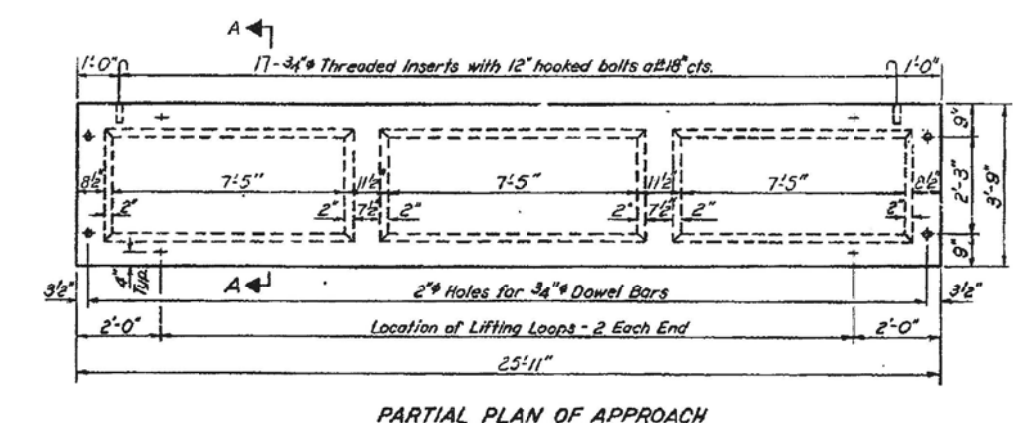 A
17-3/4"φ Threaded Inserts with 12" hooked bolts at 18" cts.
1'-0" 1'-0"
9"
8½" 7'-5" 11½" 7'-5" 11½" 7'-5" 8½"
2'-3" 3'-9"
2" 2" 7½" 2" 7½" 2" 2"
9"
4" Typ.
A
3½" 2"φ Holes for ¾"φ Dowel Bars 3½"
2'-0" Location of Lifting Loops - 2 Each End 2'-0"
25'-11"
PARTIAL PLAN OF APPROACH